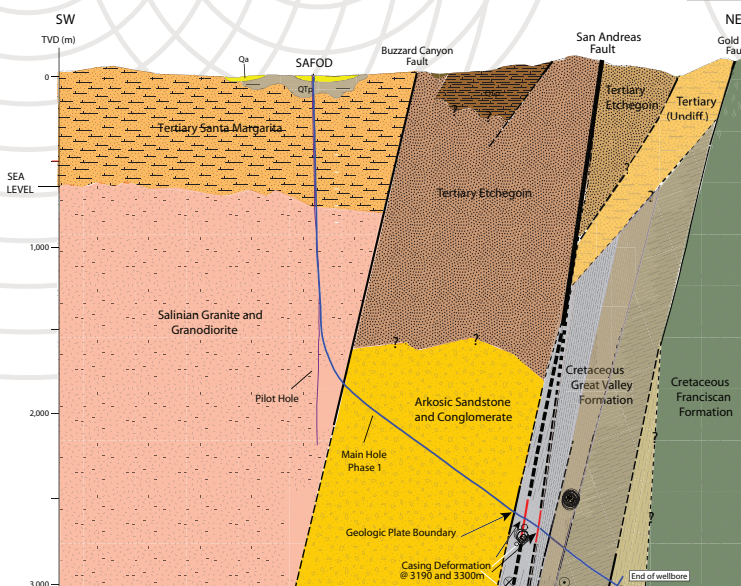 SW
NE
TVD (m)
San Andreas
Fault
Gold
Fau
Buzzard Canyon
Fault
Qa
SAFOD
0
QTp
Tertiary
Etchegoin
Tertiary
(Undiff.)
Tertiary Santa Margarita
?
?
?
?
SEA
LEVEL
Tertiary Etchegoin
1,000
Salinian Granite and
Granodiorite
?
?
Cretaceous
Great Valley
Formation
Cretaceous
Franciscan
Formation
Pilot Hole
Arkosic Sandstone
and Conglomerate
2,000
?
Main Hole
Phase 1
?
Geologic Plate Boundary
Casing Deformation
@ 3190 and 3300m
End of wellbore
3,000